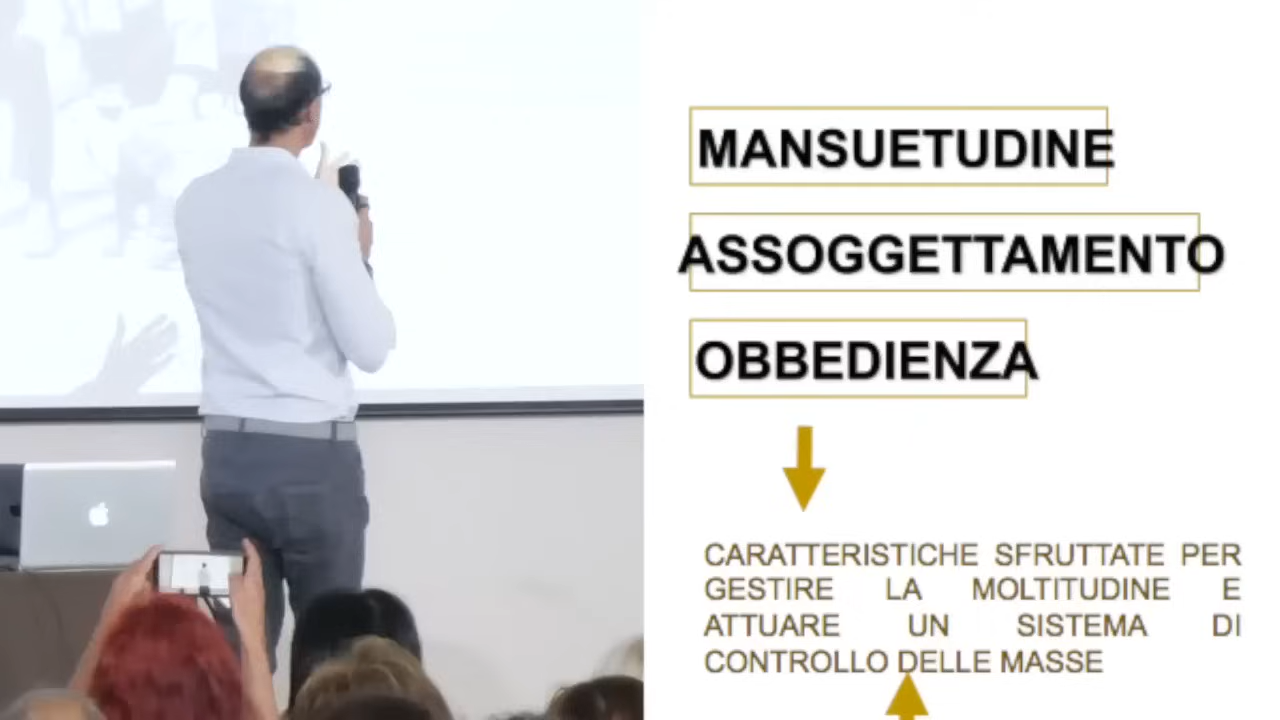 MANSUETUDINE
ASSOGGETTAMENTO
OBBEDIENZA
CARATTERISTICHE SFRUTTATE PER
GESTIRE LA MOLTITUDINE E
ATTUARE UN SISTEMA DI
CONTROLLO DELLE MASSE